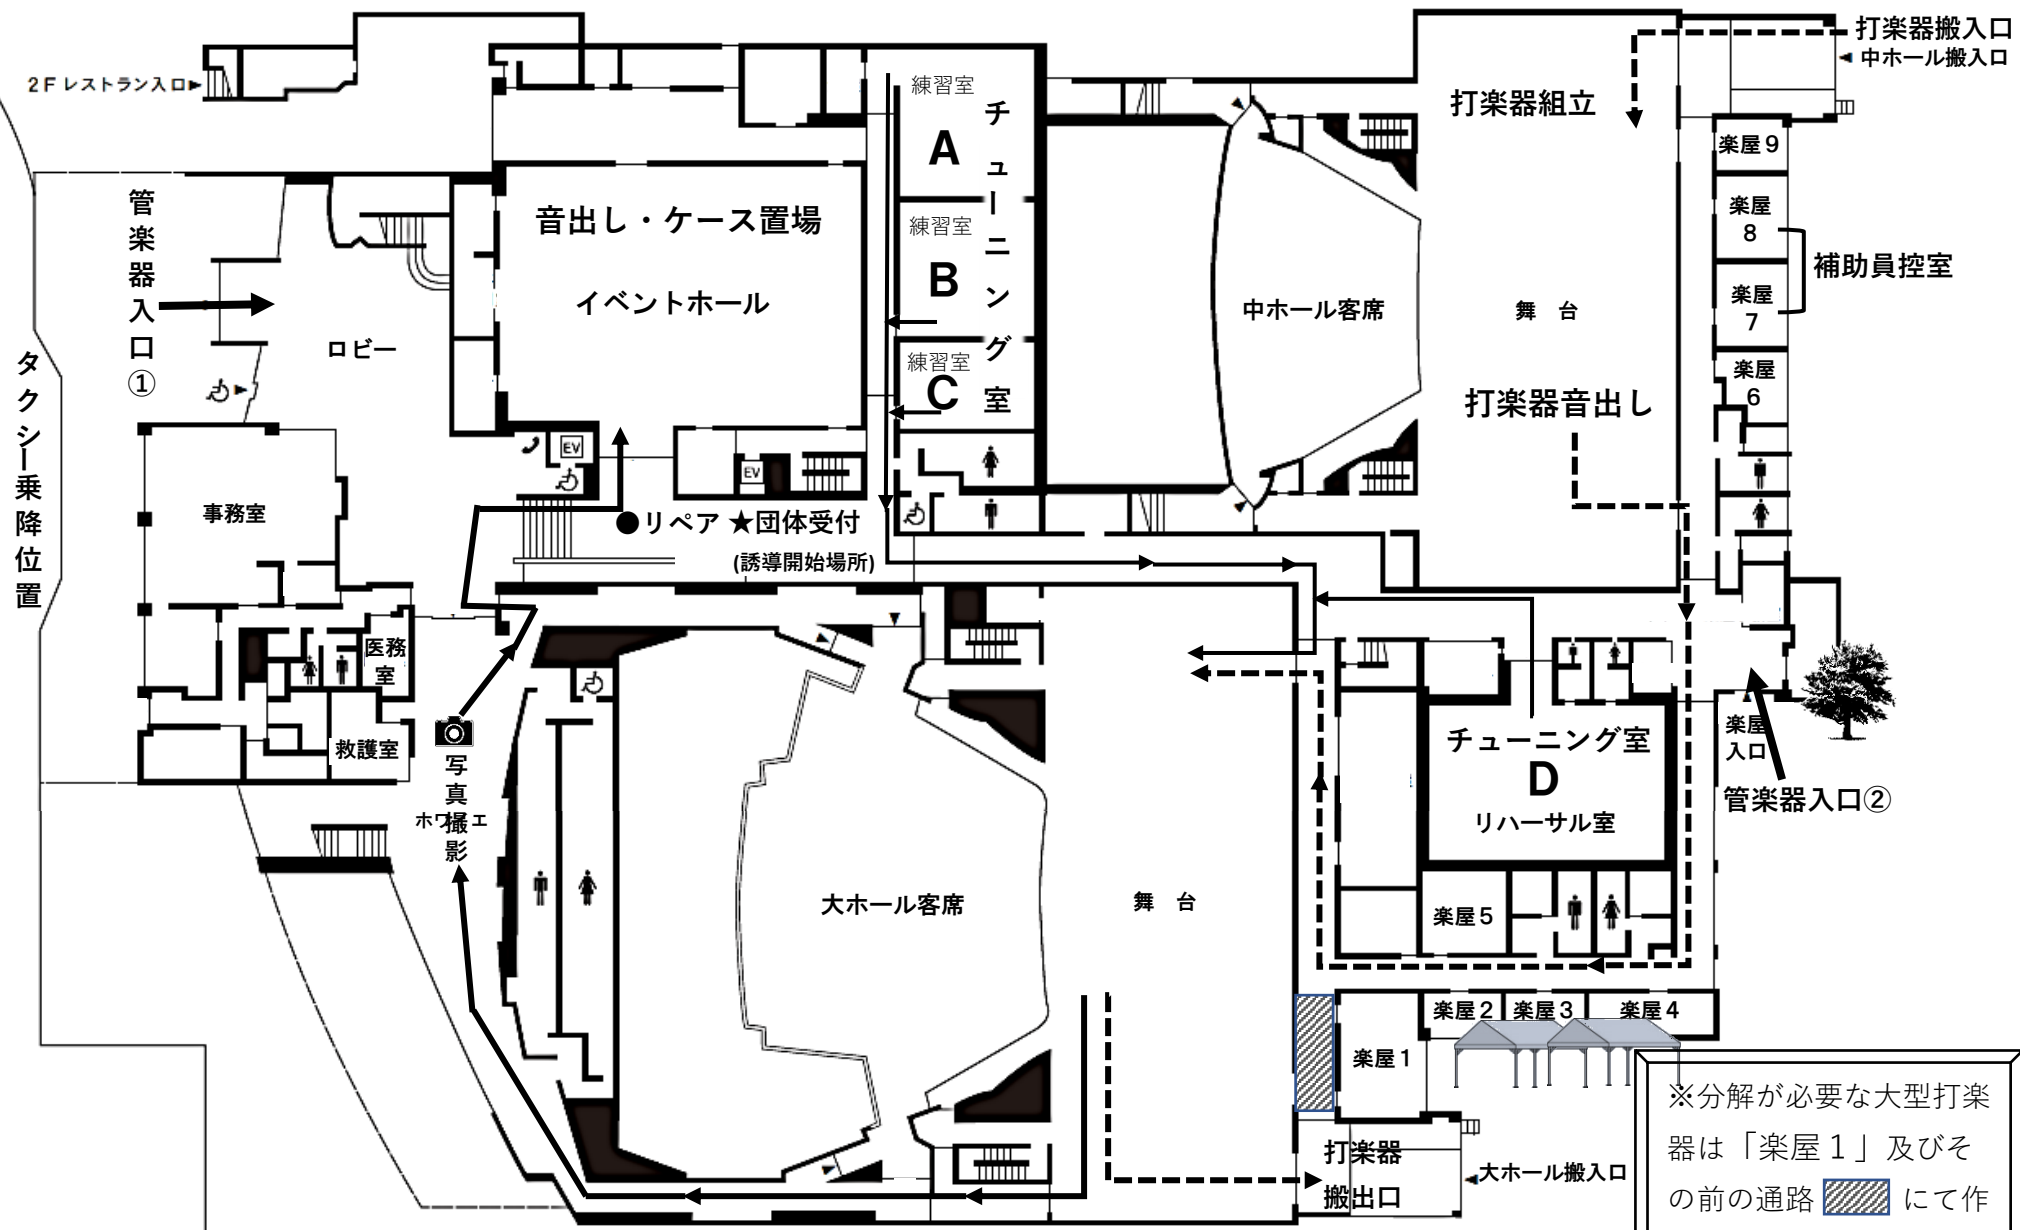 2Fレストラン入口
打楽器搬入口
中ホール搬入口
練習室
A
チューニング室
打楽器組立
楽屋9
管楽器入口①
音出し・ケース置場
練習室
B
楽屋
8
補助員控室
イベントホール
中ホール客席
舞 台
楽屋
7
ロビー
練習室
C
楽屋
6
打楽器音出し
タクシー乗降位置
EV
EV
事務室
●リペア ★団体受付
(誘導開始場所)
医務
室
救護室
写真撮影
ホワイエ
チューニング室
D
リハーサル室
楽屋
入口
管楽器入口②
大ホール客席
舞 台
楽屋5
楽屋2
楽屋3
楽屋4
楽屋1
打楽器
搬出口
大ホール搬入口
※分解が必要な大型打楽
器は「楽屋1」及びそ
の前の通路 にて作